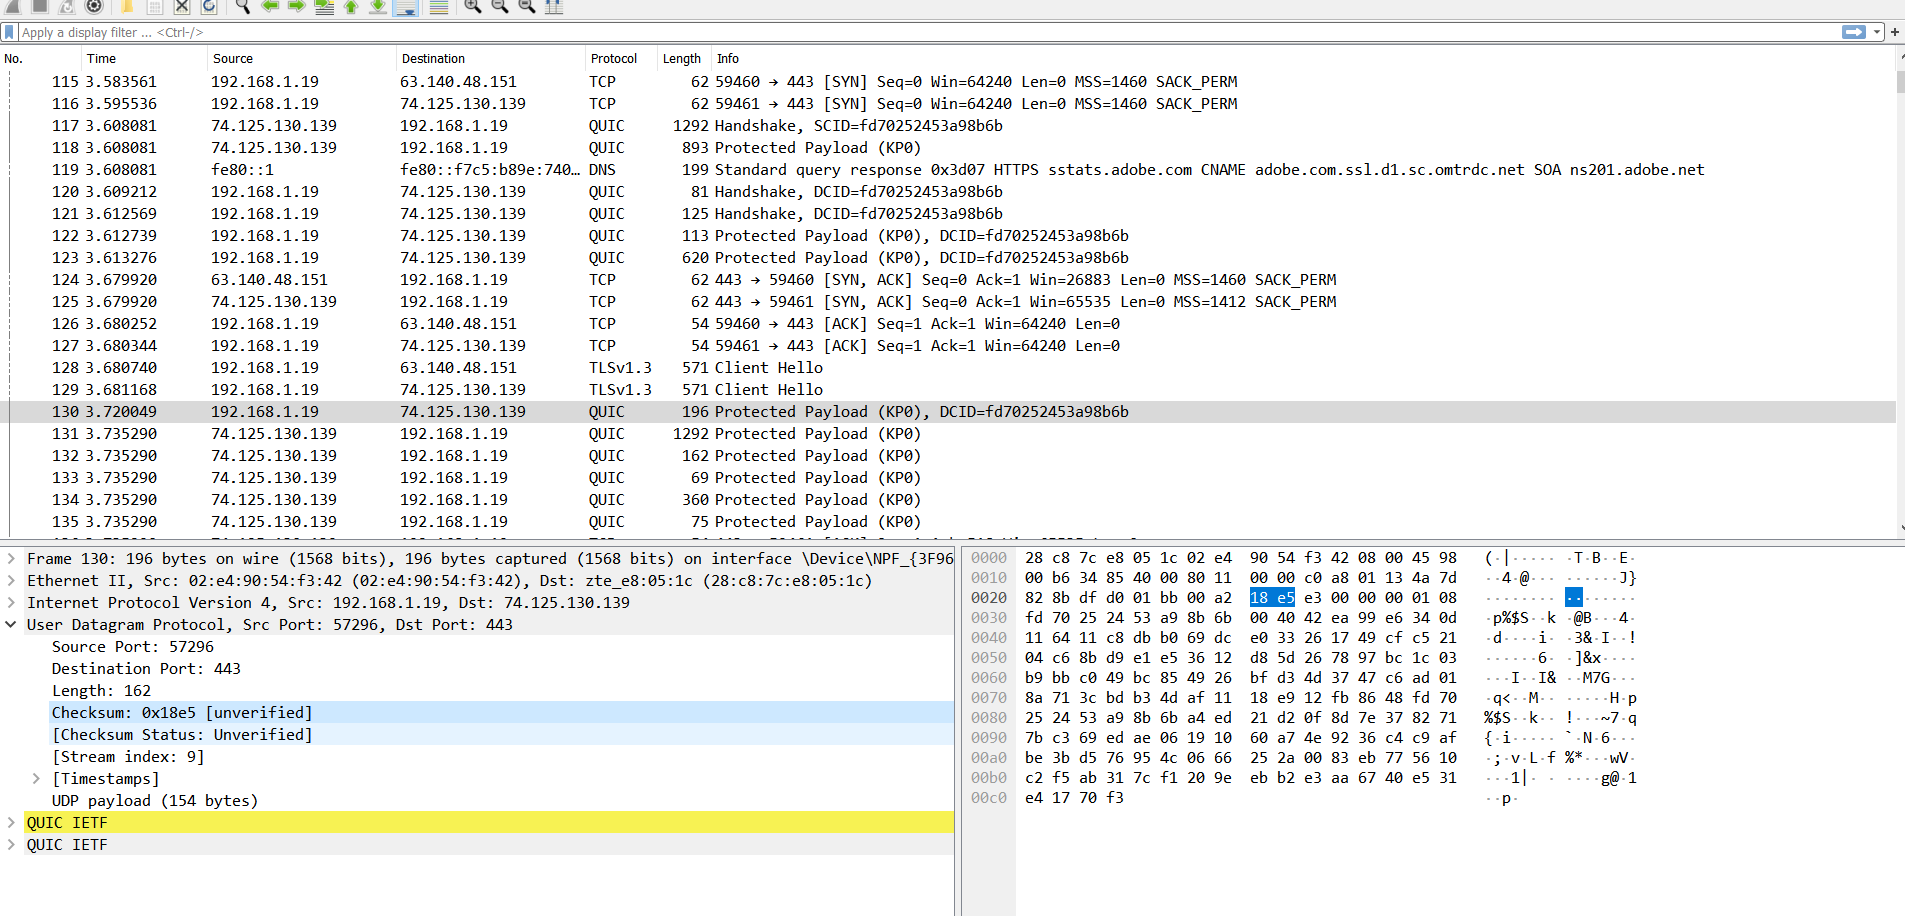 Apply a display filter ... <Ctrl-/>
No. Time Source Destination Protocol Length Info
115 3.583561 192.168.1.19 63.140.48.151 TCP 62 59460 → 443 [SYN] Seq=0 Win=64240 Len=0 MSS=1460 SACK_PERM
116 3.595536 192.168.1.19 74.125.130.139 TCP 62 59461 → 443 [SYN] Seq=0 Win=64240 Len=0 MSS=1460 SACK_PERM
117 3.608081 74.125.130.139 192.168.1.19 QUIC 1292 Handshake, SCID=fd70252453a98b6b
118 3.608081 74.125.130.139 192.168.1.19 QUIC 893 Protected Payload (KP0)
119 3.608081 fe80::1 fe80::f7c5:b89e:740… DNS 199 Standard query response 0x3d07 HTTPS sstats.adobe.com CNAME adobe.com.ssl.d1.sc.omtrdc.net SOA ns201.adobe.net
120 3.609212 192.168.1.19 74.125.130.139 QUIC 81 Handshake, DCID=fd70252453a98b6b
121 3.612569 192.168.1.19 74.125.130.139 QUIC 125 Handshake, DCID=fd70252453a98b6b
122 3.612739 192.168.1.19 74.125.130.139 QUIC 113 Protected Payload (KP0), DCID=fd70252453a98b6b
123 3.613276 192.168.1.19 74.125.130.139 QUIC 620 Protected Payload (KP0), DCID=fd70252453a98b6b
124 3.679920 63.140.48.151 192.168.1.19 TCP 62 443 → 59460 [SYN, ACK] Seq=0 Ack=1 Win=26883 Len=0 MSS=1460 SACK_PERM
125 3.679920 74.125.130.139 192.168.1.19 TCP 62 443 → 59461 [SYN, ACK] Seq=0 Ack=1 Win=65535 Len=0 MSS=1412 SACK_PERM
126 3.680252 192.168.1.19 63.140.48.151 TCP 54 59460 → 443 [ACK] Seq=1 Ack=1 Win=64240 Len=0
127 3.680344 192.168.1.19 74.125.130.139 TCP 54 59461 → 443 [ACK] Seq=1 Ack=1 Win=64240 Len=0
128 3.680740 192.168.1.19 63.140.48.151 TLSv1.3 571 Client Hello
129 3.681168 192.168.1.19 74.125.130.139 TLSv1.3 571 Client Hello
130 3.720049 192.168.1.19 74.125.130.139 QUIC 196 Protected Payload (KP0), DCID=fd70252453a98b6b
131 3.735290 74.125.130.139 192.168.1.19 QUIC 1292 Protected Payload (KP0)
132 3.735290 74.125.130.139 192.168.1.19 QUIC 162 Protected Payload (KP0)
133 3.735290 74.125.130.139 192.168.1.19 QUIC 69 Protected Payload (KP0)
134 3.735290 74.125.130.139 192.168.1.19 QUIC 360 Protected Payload (KP0)
135 3.735290 74.125.130.139 192.168.1.19 QUIC 75 Protected Payload (KP0)
Frame 130: 196 bytes on wire (1568 bits), 196 bytes captured (1568 bits) on interface \Device\NPF_{3F96
Ethernet II, Src: 02:e4:90:54:f3:42 (02:e4:90:54:f3:42), Dst: zte_e8:05:1c (28:c8:7c:e8:05:1c)
Internet Protocol Version 4, Src: 192.168.1.19, Dst: 74.125.130.139
User Datagram Protocol, Src Port: 57296, Dst Port: 443
Source Port: 57296
Destination Port: 443
Length: 162
Checksum: 0x18e5 [unverified]
[Checksum Status: Unverified]
[Stream index: 9]
[Timestamps]
UDP payload (154 bytes)
QUIC IETF
QUIC IETF
0000 28 c8 7c e8 05 1c 02 e4 90 54 f3 42 08 00 45 98 (·|····· ·T·B··E·
0010 00 b6 34 85 40 00 80 11 00 00 c0 a8 01 13 4a 7d ··4·@··· ······J}
0020 82 8b df d0 01 bb 00 a2 18 e5 e3 00 00 00 01 08 ········ ········
0030 fd 70 25 24 53 a9 8b 6b 00 40 42 ea 99 e6 34 0d ·p%$S··k ·@B···4·
0040 11 64 11 c8 db b0 69 dc e0 33 26 17 49 cf c5 21 ·d····i· ·3&·I··!
0050 04 c6 8b d9 e1 e5 36 12 d8 5d 26 78 97 bc 1c 03 ······6· ·]&x····
0060 b9 bb c0 49 bc 85 49 26 bf d3 4d 37 47 c6 ad 01 ···I··I& ··M7G···
0070 8a 71 3c bd b3 4d af 11 18 e9 12 fb 86 48 fd 70 ·q<··M·· ·····H·p
0080 25 24 53 a9 8b 6b a4 ed 21 d2 0f 8d 7e 37 82 71 %$S··k·· !···~7·q
0090 7b c3 69 ed ae 06 19 10 60 a7 4e 92 36 c4 c9 af {·i····· `·N·6···
00a0 be 3b d5 76 95 4c 06 66 25 2a 00 83 eb 77 56 10 ·;·v·L·f %*···wV·
00b0 c2 f5 ab 31 7c f1 20 9e eb b2 e3 aa 67 40 e5 31 ···1|· · ····g@·1
00c0 e4 17 70 f3 ··p·